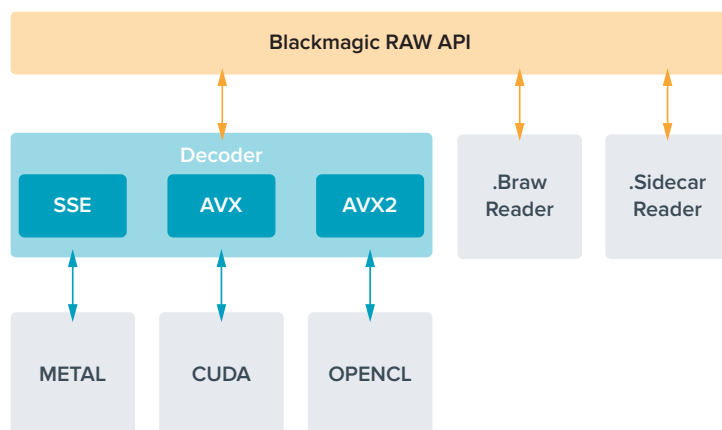 Blackmagic RAW API
Decoder
SSE
AVX
AVX2
.Braw
Reader
.Sidecar
Reader
METAL
CUDA
OPENCL